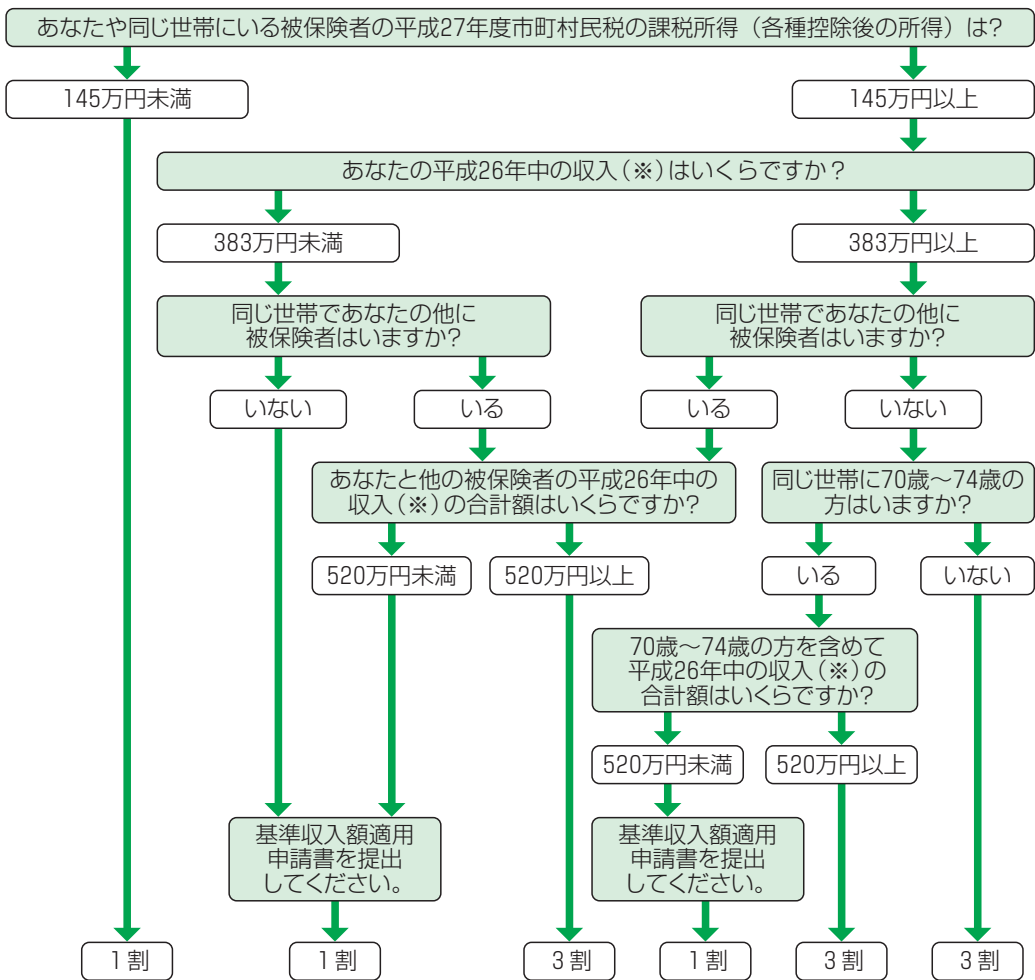 あなたや同じ世帯にいる被保険者の平成27年度市町村民税の課税所得（各種控除後の所得）は？
145万円未満
145万円以上
あなたの平成26年中の収入（※）はいくらですか？
383万円未満
383万円以上
同じ世帯であなたの他に
被保険者はいますか？
同じ世帯であなたの他に
被保険者はいますか？
いない
いる
いる
いない
あなたと他の被保険者の平成26年中の
収入（※）の合計額はいくらですか？
同じ世帯に70歳～74歳の
方はいますか？
520万円未満
520万円以上
いる
いない
70歳～74歳の方を含めて
平成26年中の収入（※）の
合計額はいくらですか？
520万円未満
520万円以上
基準収入額適用
申請書を提出
してください。
基準収入額適用
申請書を提出
してください。
1割
1割
3割
1割
3割
3割